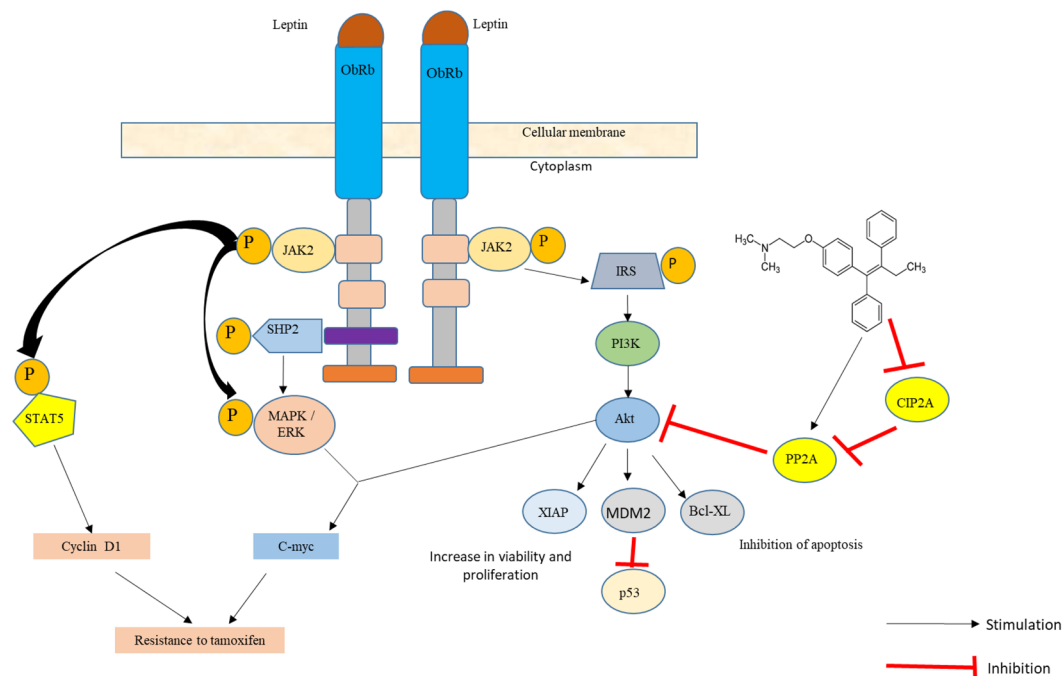 Leptin
Leptin
ObRb
ObRb
Cellular membrane
Cytoplasm
P
JAK2
JAK2
P
IRS
P
H3C
N
CH3
O
CH3
P
SHP2
PI3K
P
STAT5
P
MAPK /
ERK
Akt
CIP2A
PP2A
XIAP
MDM2
Bcl-XL
Cyclin D1
C-myc
Increase in viability and
proliferation
Inhibition of apoptosis
p53
Resistance to tamoxifen
Stimulation
Inhibition